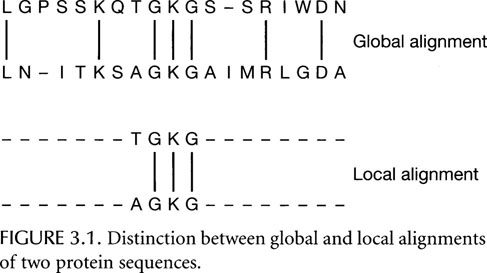 L G P S S K Q T G K G S – S R I W D N
Global alignment
L N – I T K S A G K G A I M R L G D A
– – – – – – – T G K G – – – – – – – –
Local alignment
– – – – – – – A G K G – – – – – – – –
FIGURE 3.1. Distinction between global and local alignments
of two protein sequences.